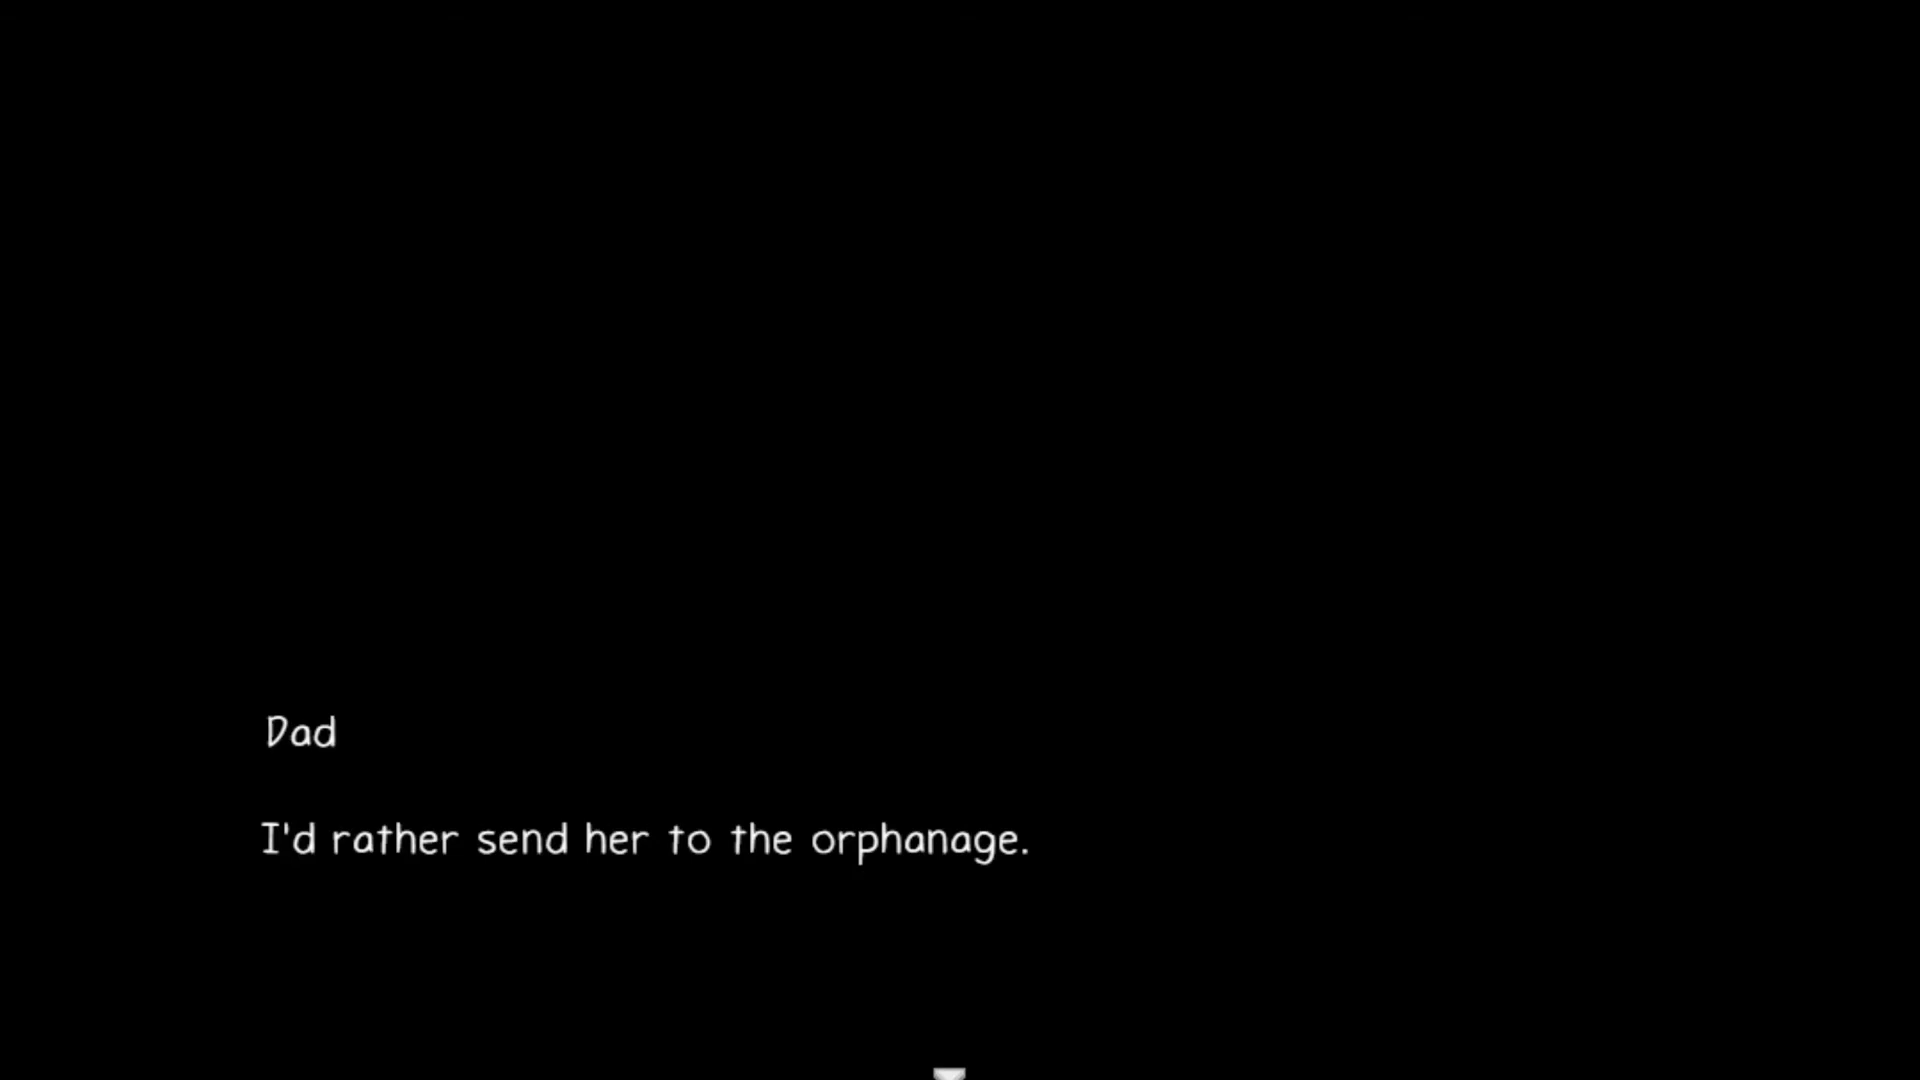 Dad
I'd rather send her to the orphanage.